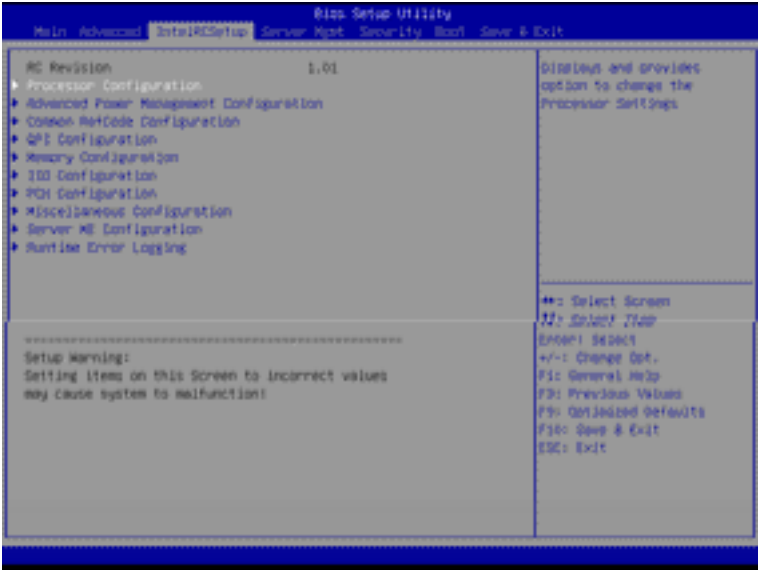 Bios Setup Utility
Main Advanced IntelRCSetup Server Mgmt Security Boot Save & Exit
RC Revision 1.01
Processor Configuration
Advanced Power Management Configuration
Common RefCode Configuration
QPI Configuration
Memory Configuration
IIO Configuration
PCH Configuration
Miscellaneous Configuration
Server ME Configuration
Runtime Error Logging
------------------------------------------------
Setup Warning:
Setting items on this Screen to incorrect values
may cause system to malfunction!
Displays and provides
option to change the
Processor Settings
: Select Screen
: Select Item
Enter: Select
+/-: Change Opt.
F1: General Help
F3: Previous Values
F9: Optimized Defaults
F10: Save & Exit
ESC: Exit